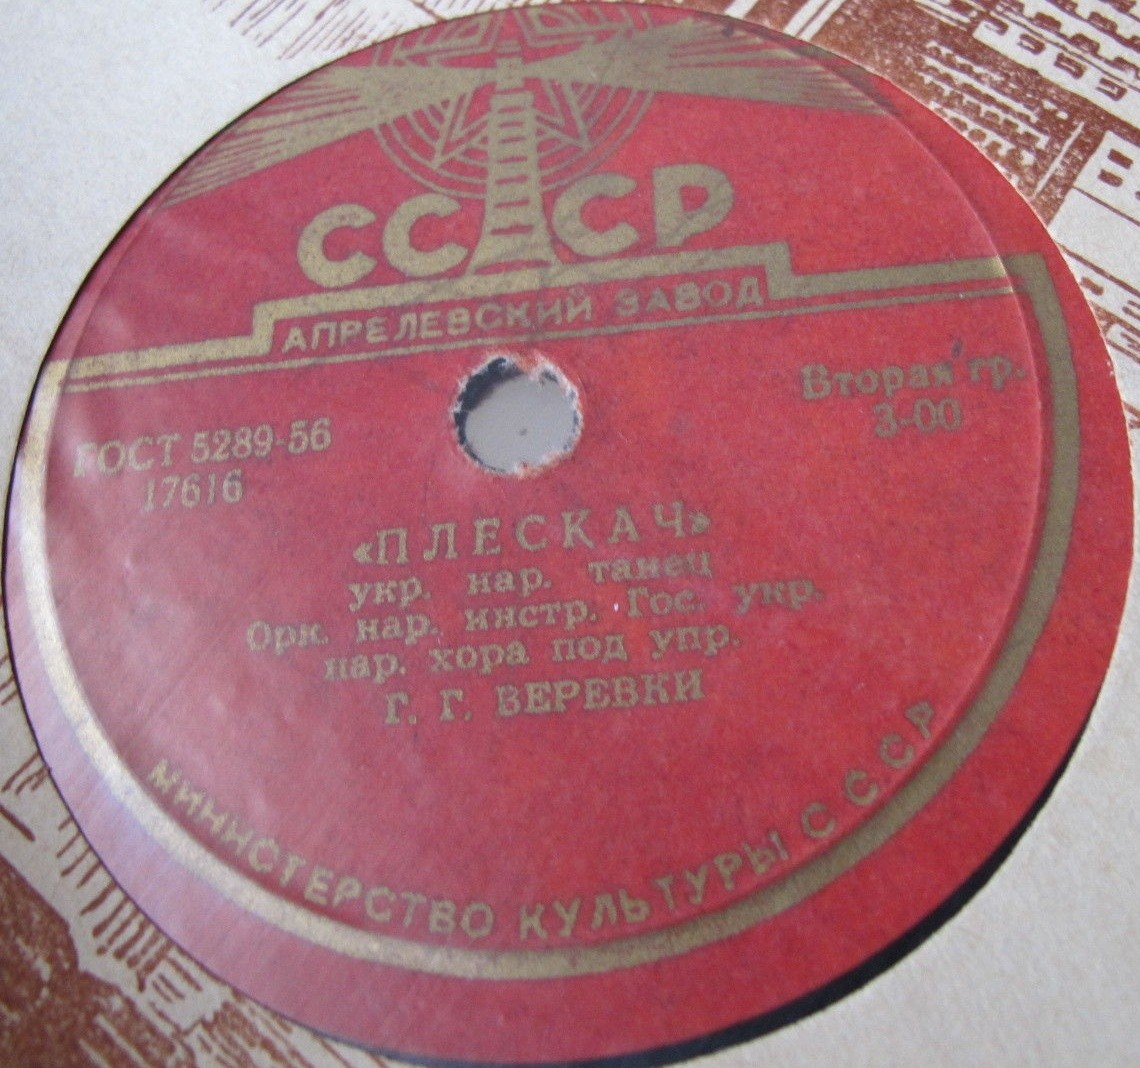 СССР
АПРЕЛЕВСКИЙ ЗАВОД
Вторая гр.
3-00
ГОСТ 5289-56
17616
«ПЛЕСКАЧ»
укр. нар. танец
Орк. нар. инстр. Гос. укр.
нар. хора под упр.
Г. Г. ВЕРЕВКИ
МИНИСТЕРСТВО КУЛЬТУРЫ СССР